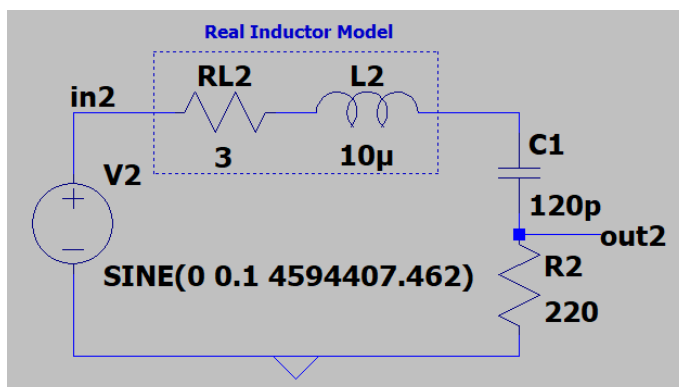 Real Inductor Model
RL2
L2
in2
3
10µ
C1
V2
120p
out2
SINE(0 0.1 4594407.462)
R2
220